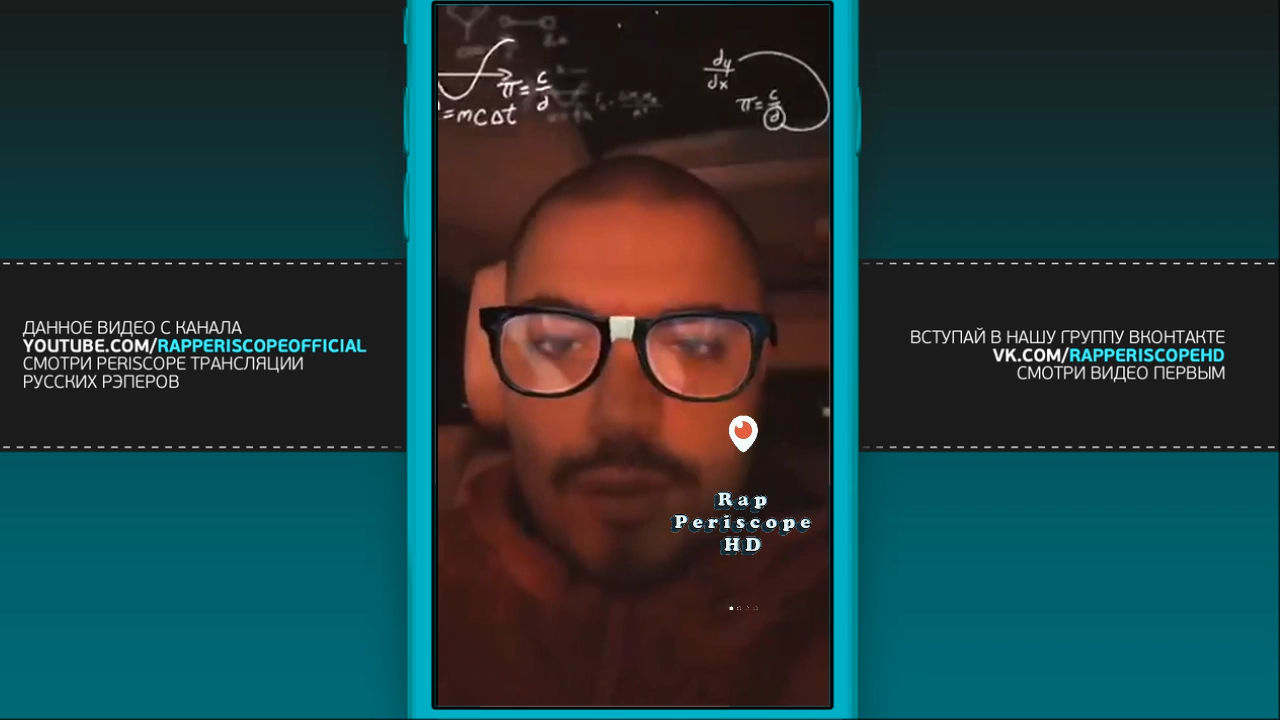 π=c/d
=mcΔt
dy/dx
π=c/d
ДАННОЕ ВИДЕО С КАНАЛА
YOUTUBE.COM/RAPPERISCOPEOFFICIAL
СМОТРИ PERISCOPE ТРАНСЛЯЦИИ
РУССКИХ РЭПЕРОВ
ВСТУПАЙ В НАШУ ГРУППУ ВКОНТАКТЕ
VK.COM/RAPPERISCOPEHD
СМОТРИ ВИДЕО ПЕРВЫМ
Rap
Periscope
HD